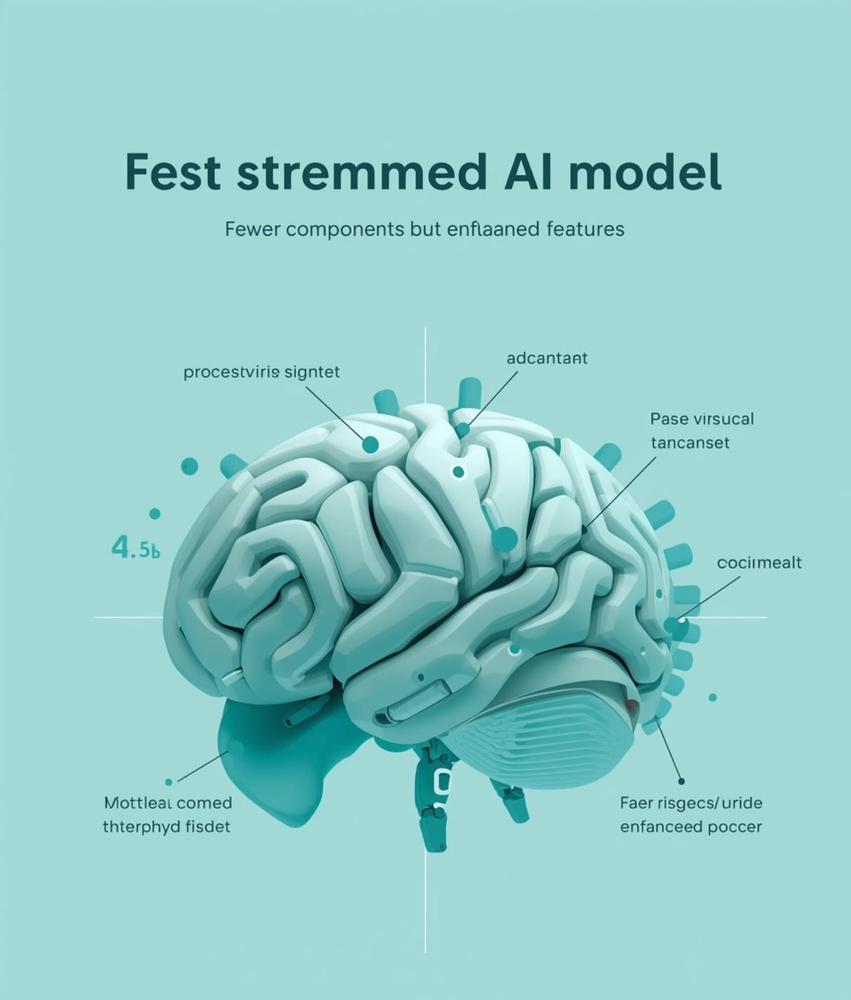 Fest stremmed AI model
Fewer components but enflaaned features
procestviris signtet
adcantant
Pase virsucal
tancanset
4.5b
cociimealt
Mottleat comed
thterphyd fisdet
Faer risgecs/uride
enfanceed poccer